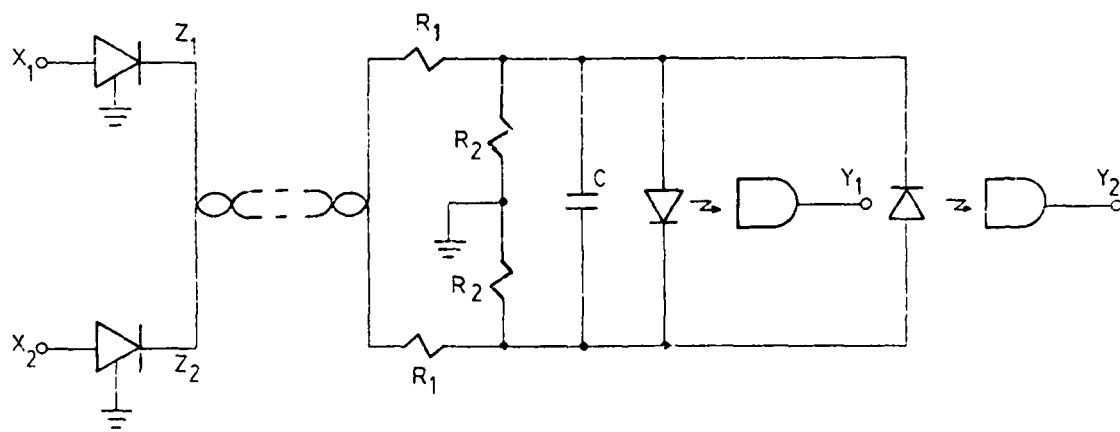 R₁
Z₁
X₁
R₂
C
Y₁
Y₂
R₂
X₂
Z₂
R₁